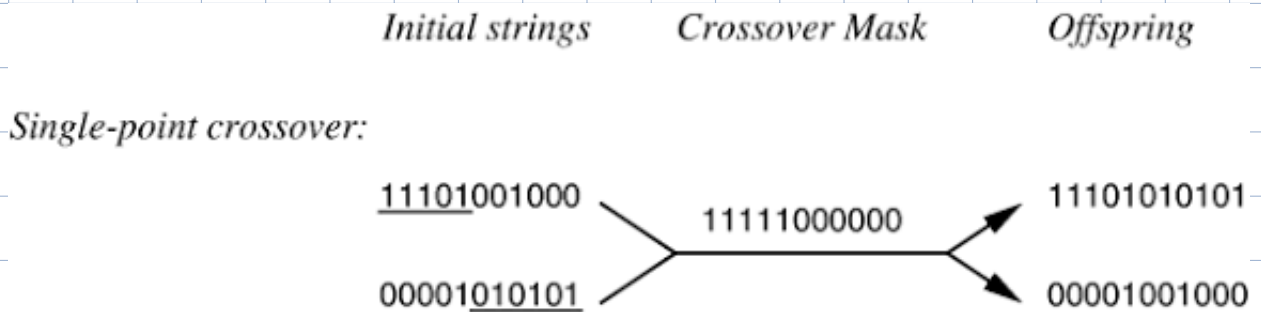 Initial strings Crossover Mask Offspring
Single-point crossover:
11101001000 11101010101
11111000000
00001010101 00001001000